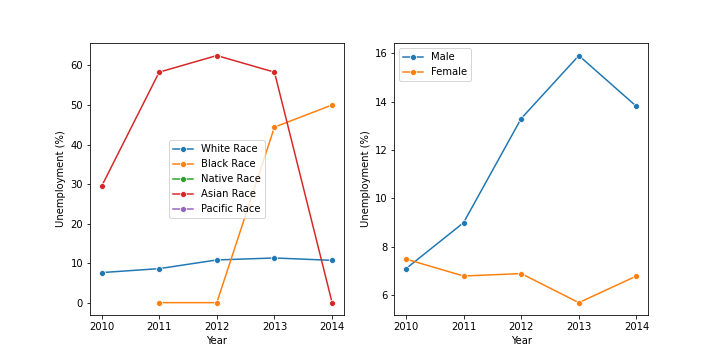 Unemployment (%)
60
50
40
30
20
10
0
2010 2011 2012 2013 2014
Year
White Race
Black Race
Native Race
Asian Race
Pacific Race
Unemployment (%)
16
14
12
10
8
6
2010 2011 2012 2013 2014
Year
Male
Female